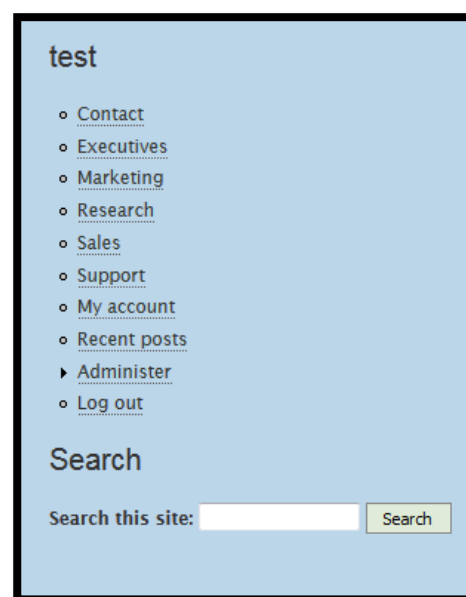 test
Contact
Executives
Marketing
Research
Sales
Support
My account
Recent posts
Administer
Log out
Search
Search this site: Search